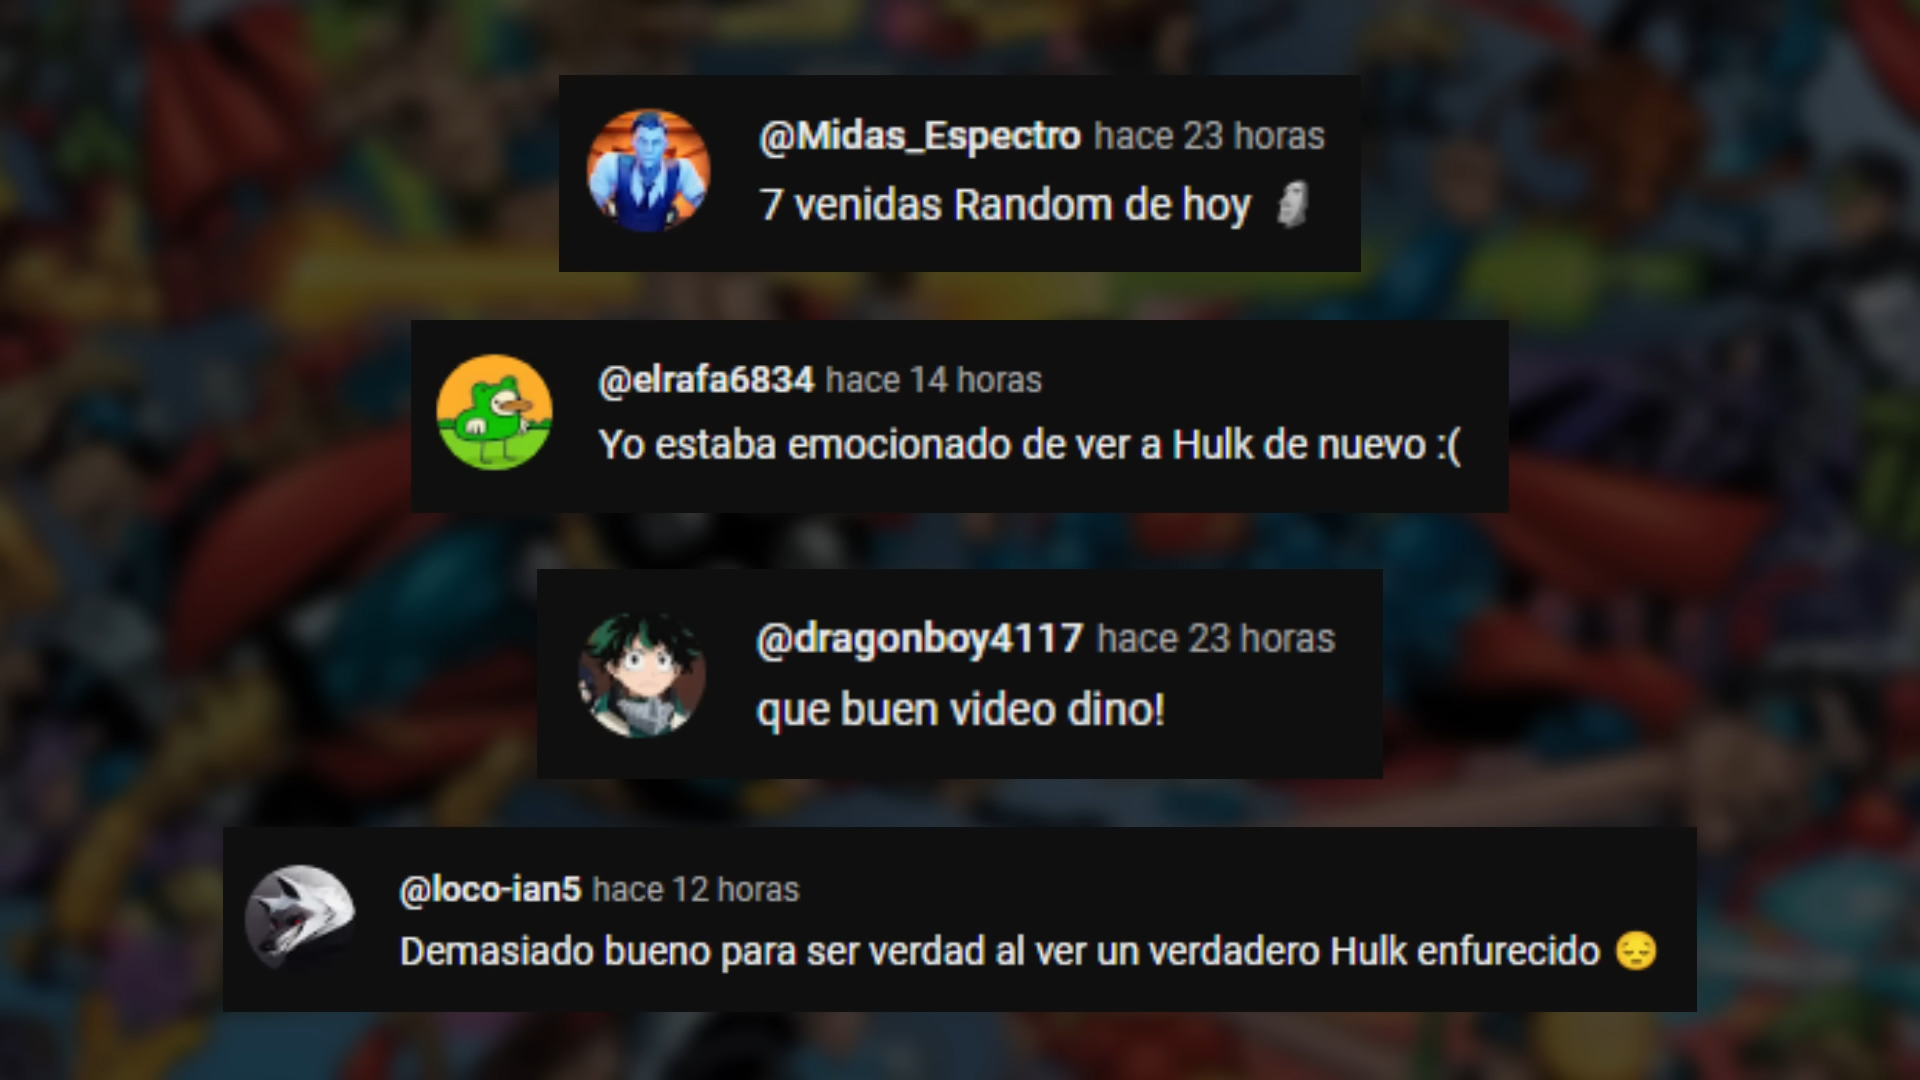 @Midas_Espectro hace 23 horas
7 venidas Random de hoy 🗿
@elrafa6834 hace 14 horas
Yo estaba emocionado de ver a Hulk de nuevo :(
@dragonboy4117 hace 23 horas
que buen video dino!
@loco-ian5 hace 12 horas
Demasiado bueno para ser verdad al ver un verdadero Hulk enfurecido 😔